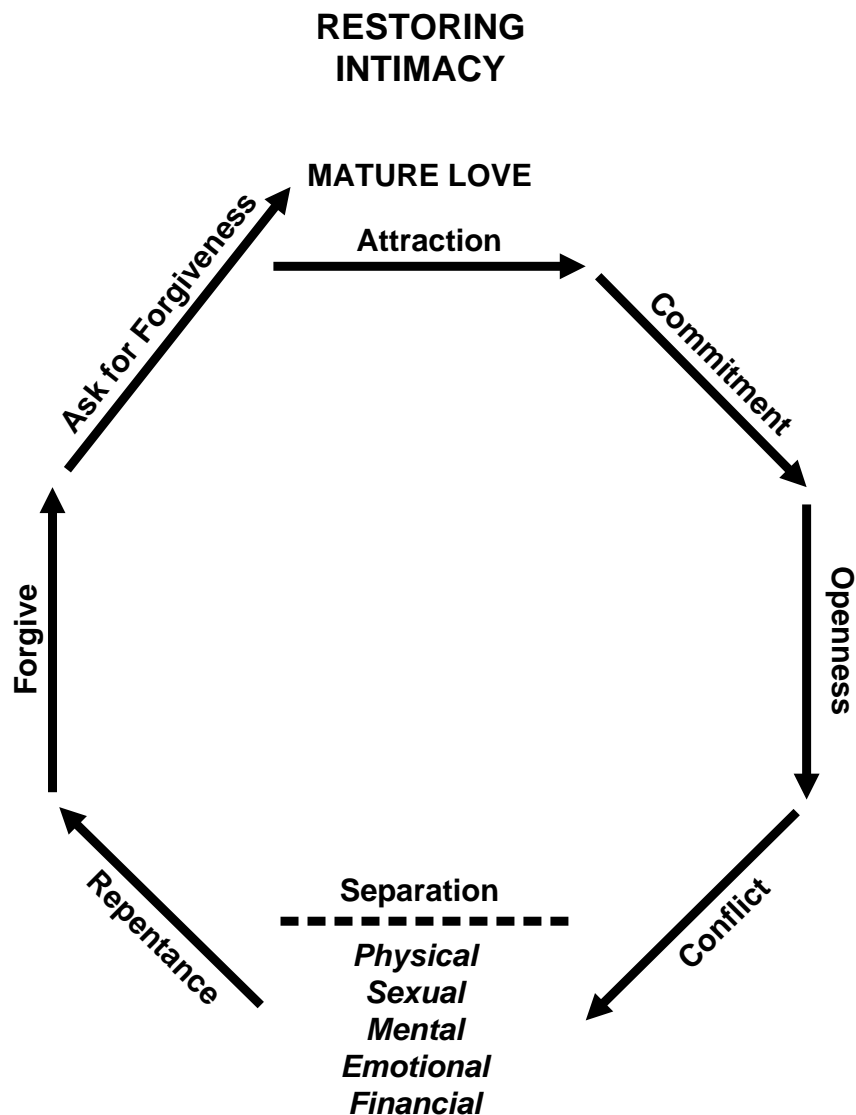 RESTORING
INTIMACY
MATURE LOVE
Attraction
Commitment
Openness
Conflict
Separation
Physical
Sexual
Mental
Emotional
Financial
Repentance
Forgive
Ask for Forgiveness